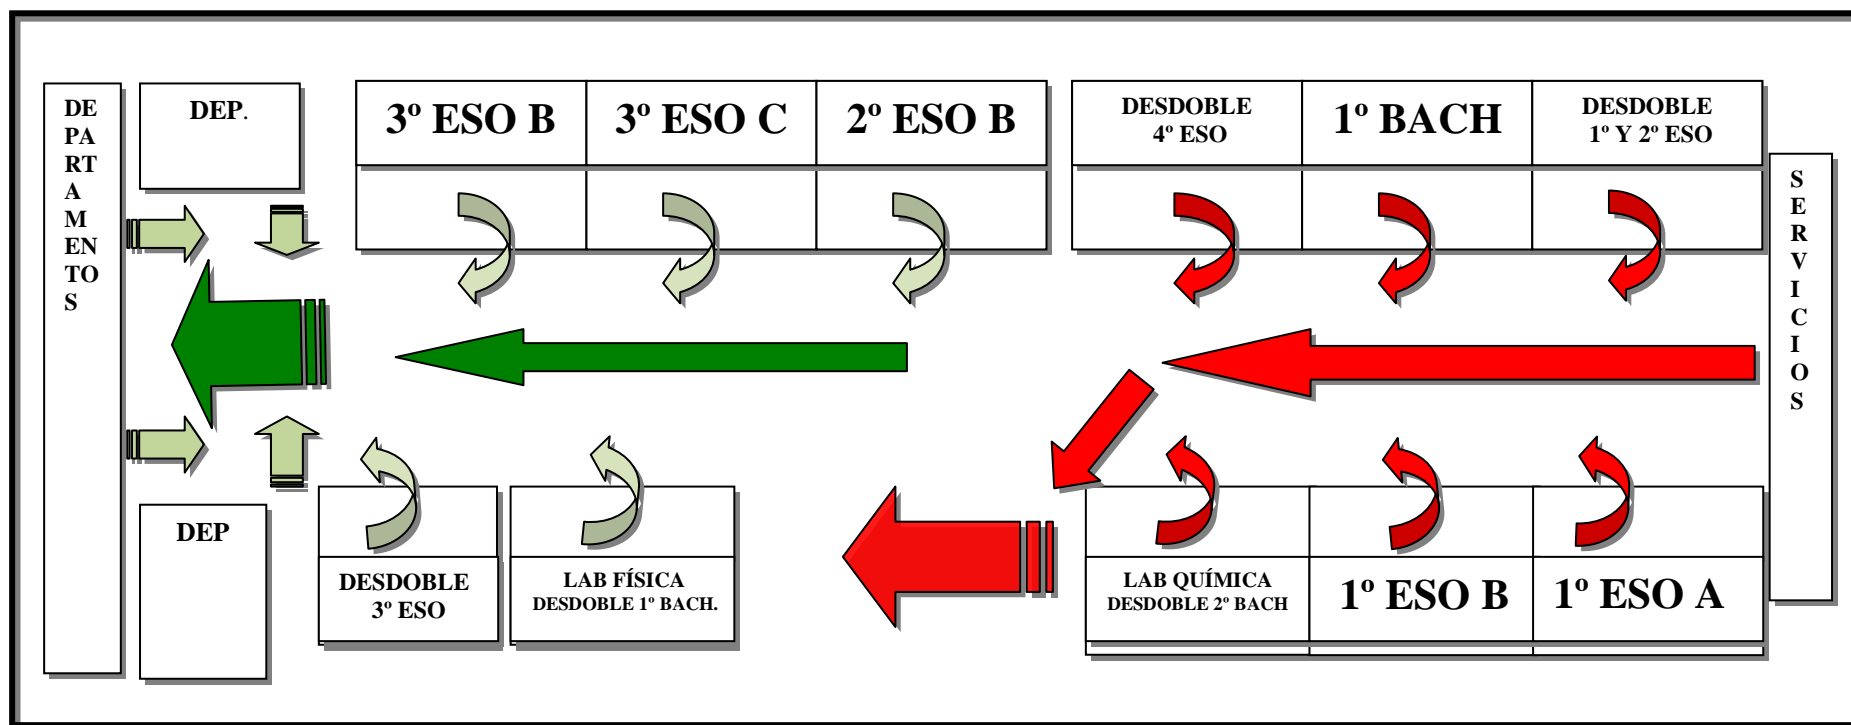 DE
PA
RT
A
M
EN
TO
S
DEP.
3º ESO B
3º ESO C
2º ESO B
DESDOBLE
4º ESO
1º BACH
DESDOBLE
1º Y 2º ESO
S
E
R
V
I
C
I
O
S
DEP
DESDOBLE
3º ESO
LAB FÍSICA
DESDOBLE 1º BACH.
LAB QUÍMICA
DESDOBLE 2º BACH
1º ESO B
1º ESO A